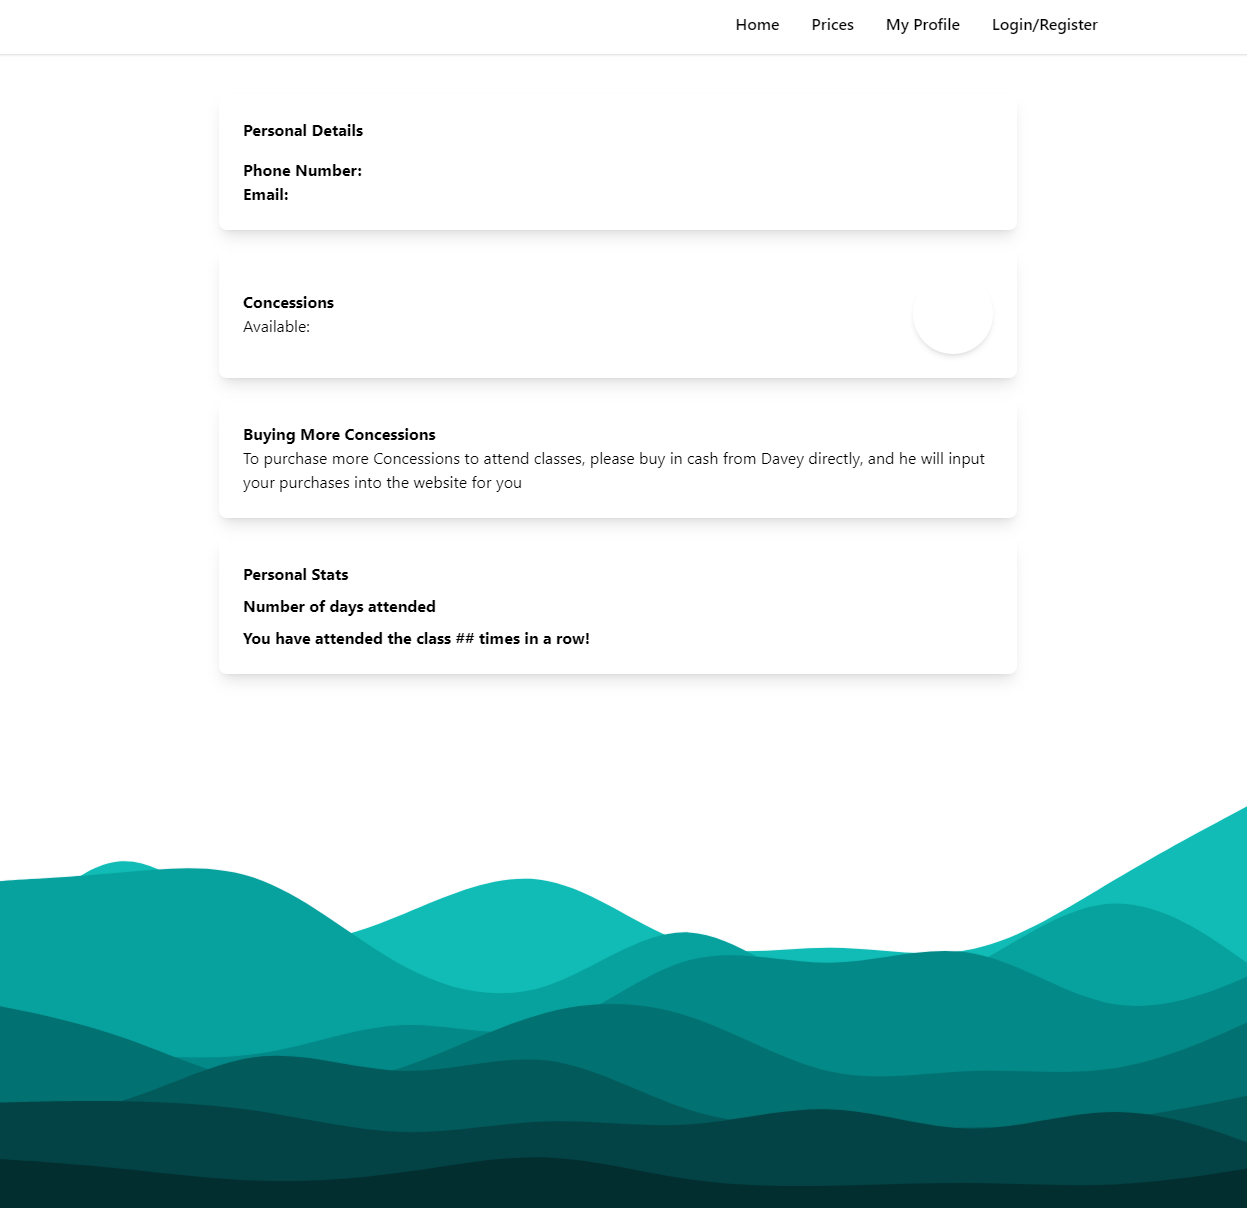 Home Prices My Profile Login/Register
Personal Details
Phone Number:
Email:
Concessions
Available:
Buying More Concessions
To purchase more Concessions to attend classes, please buy in cash from Davey directly, and he will input
your purchases into the website for you
Personal Stats
Number of days attended
You have attended the class ## times in a row!